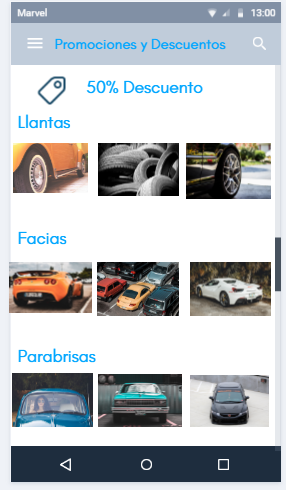 Marvel 13:00
Promociones y Descuentos
50% Descuento
Llantas
Facias
Parabrisas